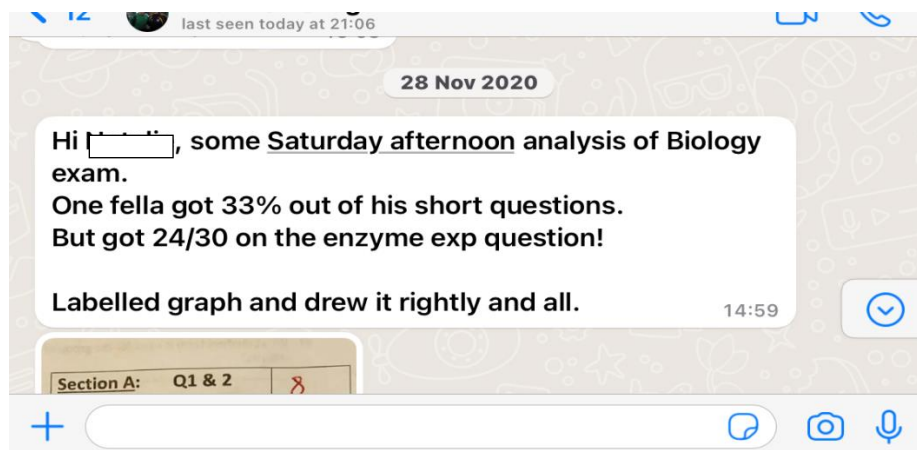 12
last seen today at 21:06
28 Nov 2020
Hi , some Saturday afternoon analysis of Biology
exam.
One fella got 33% out of his short questions.
But got 24/30 on the enzyme exp question!
Labelled graph and drew it rightly and all.
14:59
Section A: Q1 & 2 8